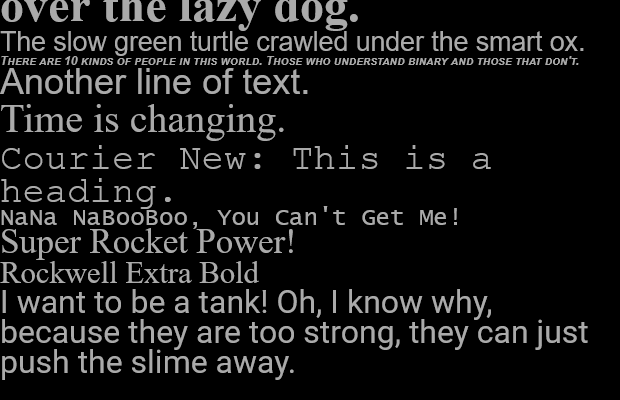 over the lazy dog.
The slow green turtle crawled under the smart ox.
There are 10 kinds of people in this world. Those who understand binary and those that don't.
Another line of text.
Time is changing.
Courier New: This is a
heading.
NaNa NaBooBoo, You Can't Get Me!
Super Rocket Power!
Rockwell Extra Bold
I want to be a tank! Oh, I know why,
because they are too strong, they can just
push the slime away.